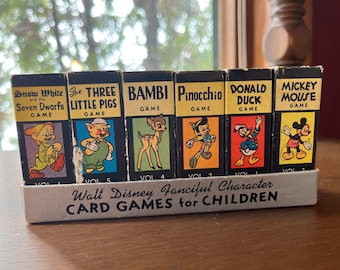 Snow White
and the
Seven Dwarfs
GAME
The THREE
LITTLE PIGS
GAME
VOL. 5
BAMBI
GAME
VOL. 4
Pinocchio
GAME
DONALD
DUCK
GAME
MICKEY
MOUSE
GAME
Walt Disney Fanciful Character
CARD GAMES for CHILDREN